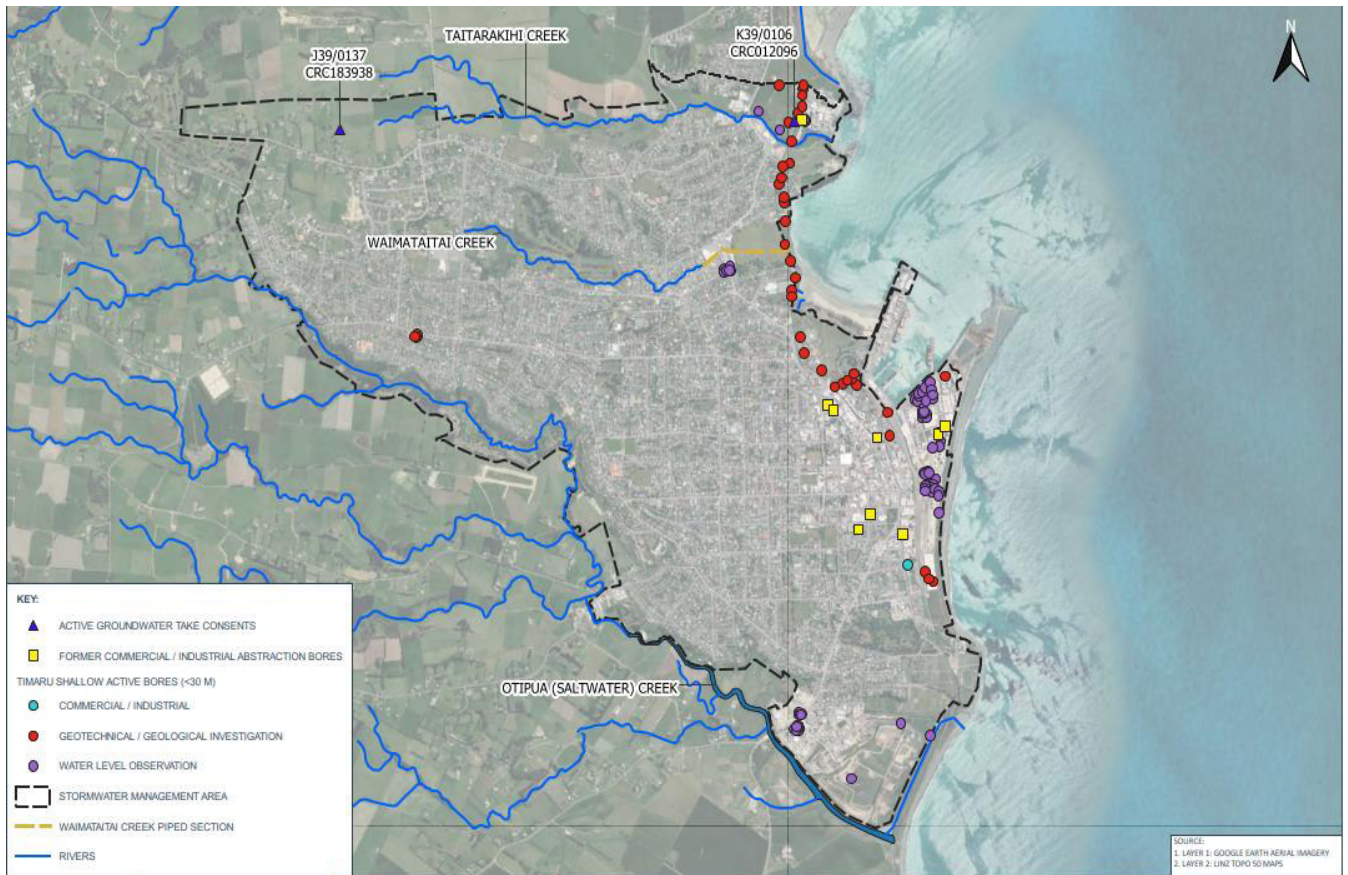 TAITARAKIHI CREEK
K39/0106
CRC012096
N
J39/0137
CRC183938
WAIMATAITAI CREEK
OTIPUA (SALTWATER) CREEK
KEY:
ACTIVE GROUNDWATER TAKE CONSENTS
FORMER COMMERCIAL / INDUSTRIAL ABSTRACTION BORES
TIMARU SHALLOW ACTIVE BORES (<30 M)
COMMERCIAL / INDUSTRIAL
GEOTECHNICAL / GEOLOGICAL INVESTIGATION
WATER LEVEL OBSERVATION
STORMWATER MANAGEMENT AREA
WAIMATAITAI CREEK PIPED SECTION
RIVERS
SOURCE:
1. LAYER 1: GOOGLE EARTH AERIAL IMAGERY
2. LAYER 2: LINZ TOPO 50 MAPS